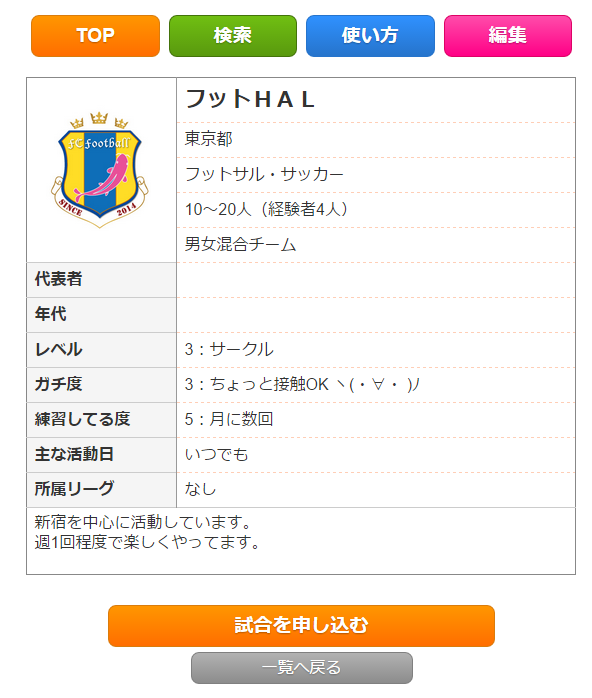 TOP
検索
使い方
編集
フットＨＡＬ
FC Football
SINCE 2014
東京都
フットサル・サッカー
10～20人（経験者4人）
男女混合チーム
代表者
年代
レベル 3：サークル
ガチ度 3：ちょっと接触OK ヽ(・∀・ )ﾉ
練習してる度 5：月に数回
主な活動日 いつでも
所属リーグ なし
新宿を中心に活動しています。
週1回程度で楽しくやってます。
試合を申し込む
一覧へ戻る